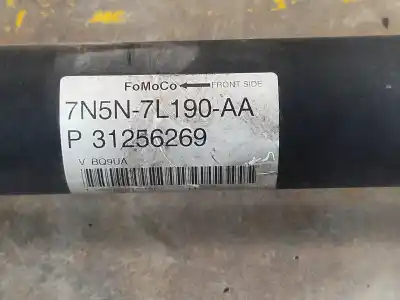 FoMoCo FRONT SIDE
7N5N-7L190-AA
P 31256269
V BQ9UA